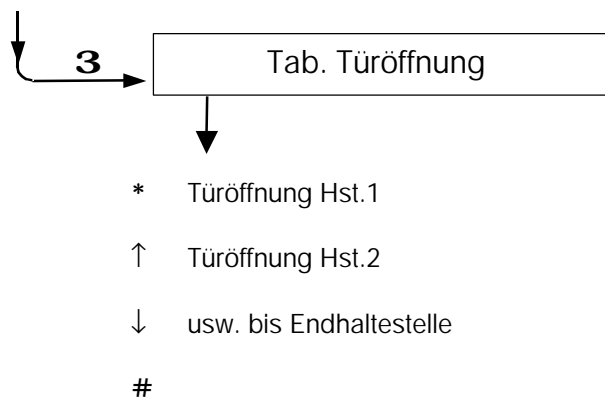 3 Tab. Türöffnung
* Türöffnung Hst.1
↑ Türöffnung Hst.2
↓ usw. bis Endhaltestelle
#